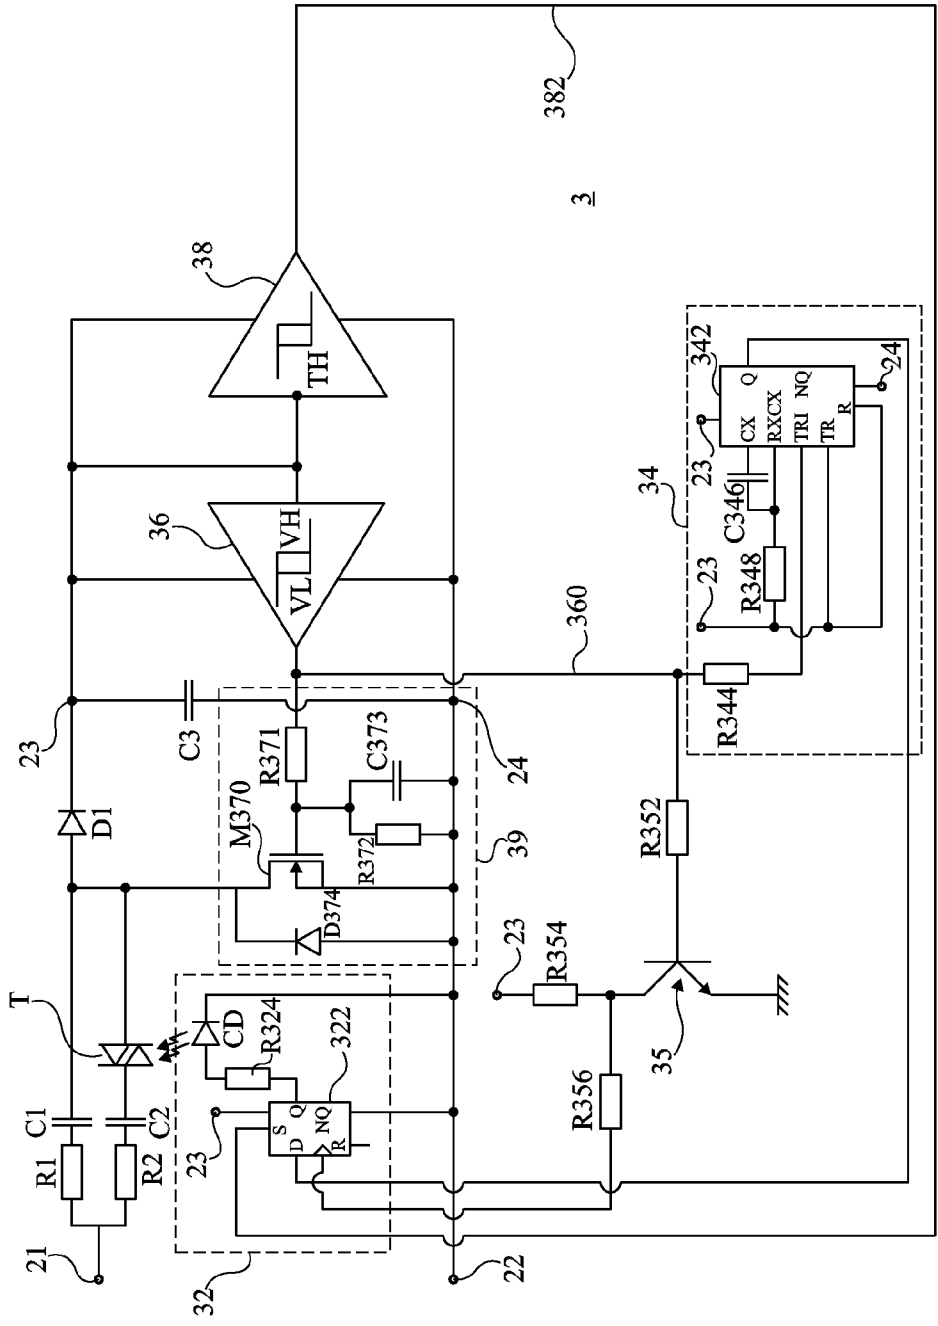 382
3
38
TH
36
VH
VL
342
Q
CX
RXCX
TRI
NQ
TR
R
24
23
34
C346
23
R348
360
R344
23
C3
R371
C373
24
M370
R372
39
D1
D374
R352
23
R354
T
CD
R324
322
35
C1
C2
23
S
Q
D
NQ
R
R356
R1
R2
21
32
22